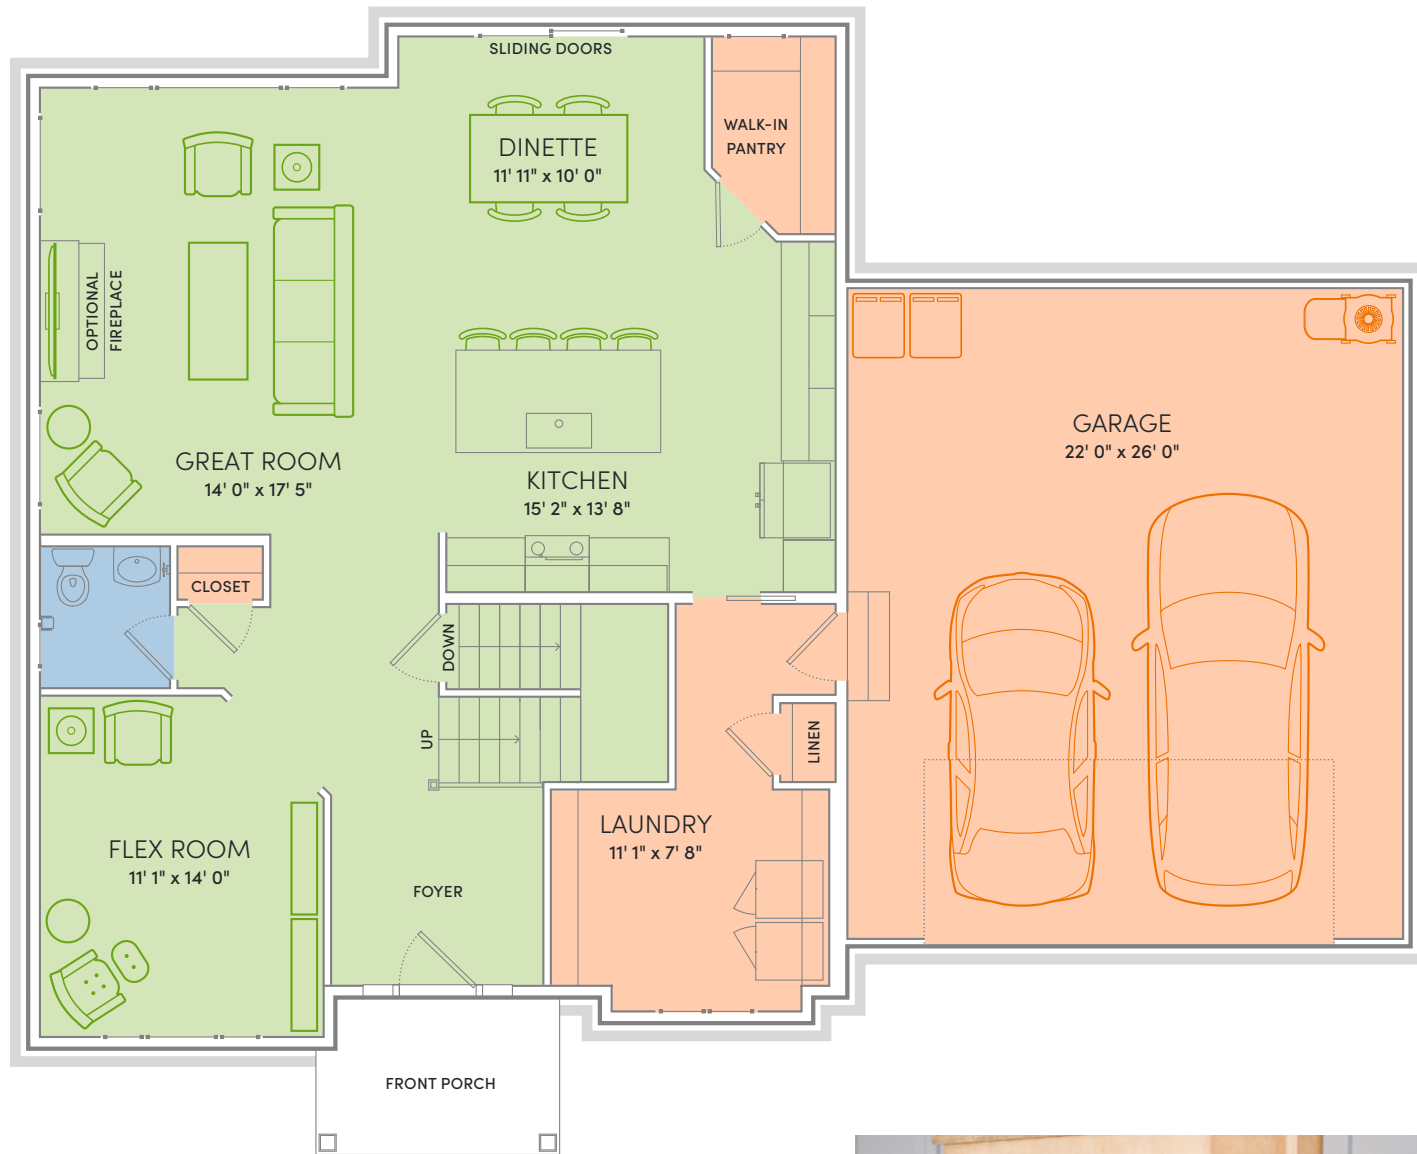 SLIDING DOORS
DINETTE
11' 11" x 10' 0"
WALK-IN
PANTRY
OPTIONAL
FIREPLACE
GREAT ROOM
14' 0" x 17' 5"
KITCHEN
15' 2" x 13' 8"
GARAGE
22' 0" x 26' 0"
CLOSET
DOWN
UP
LINEN
LAUNDRY
11' 1" x 7' 8"
FLEX ROOM
11' 1" x 14' 0"
FOYER
FRONT PORCH